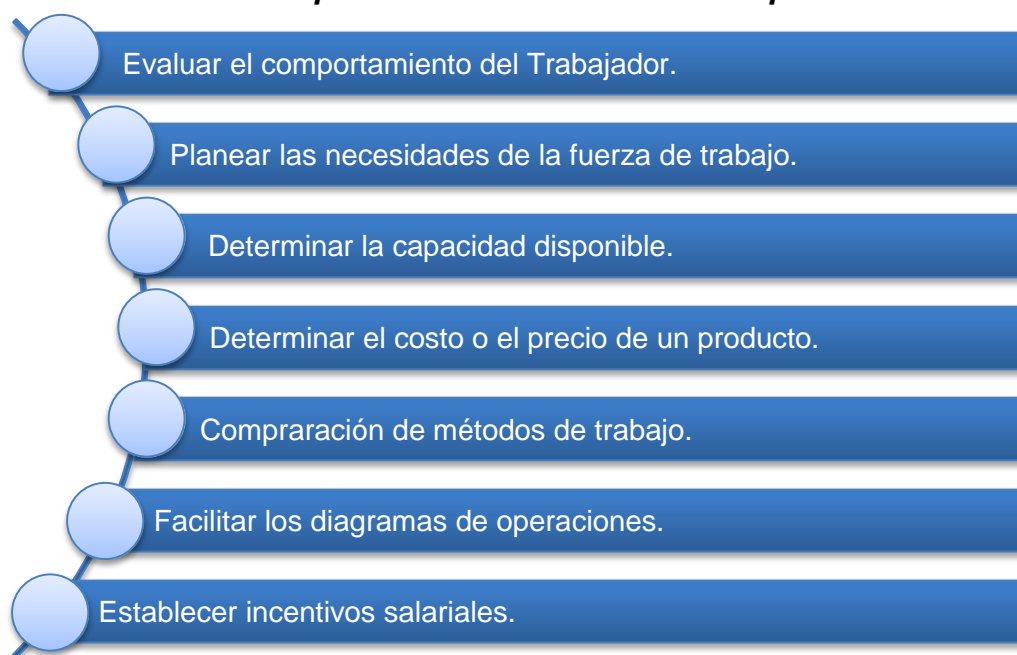 Evaluar el comportamiento del Trabajador.
Planear las necesidades de la fuerza de trabajo.
Determinar la capacidad disponible.
Determinar el costo o el precio de un producto.
Compraración de métodos de trabajo.
Facilitar los diagramas de operaciones.
Establecer incentivos salariales.